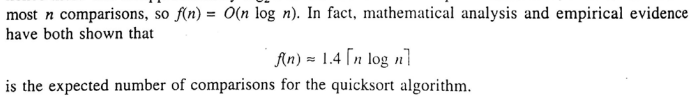 most n comparisons, so f(n) = O(n log n). In fact, mathematical analysis and empirical evidence
have both shown that
f(n) ≈ 1.4 ⌈n log n⌉
is the expected number of comparisons for the quicksort algorithm.